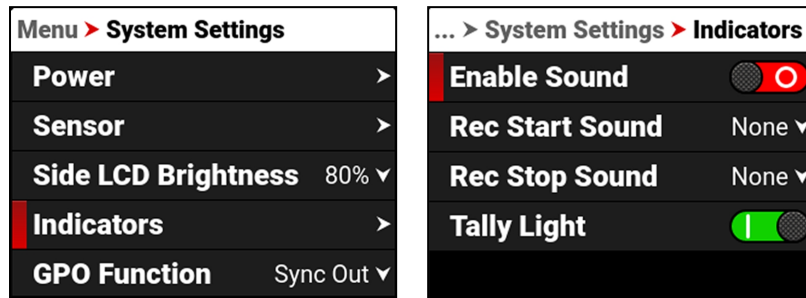 Menu > System Settings
Power >
Sensor >
Side LCD Brightness 80%
Indicators >
GPO Function Sync Out
... > System Settings > Indicators
Enable Sound
Rec Start Sound None
Rec Stop Sound None
Tally Light